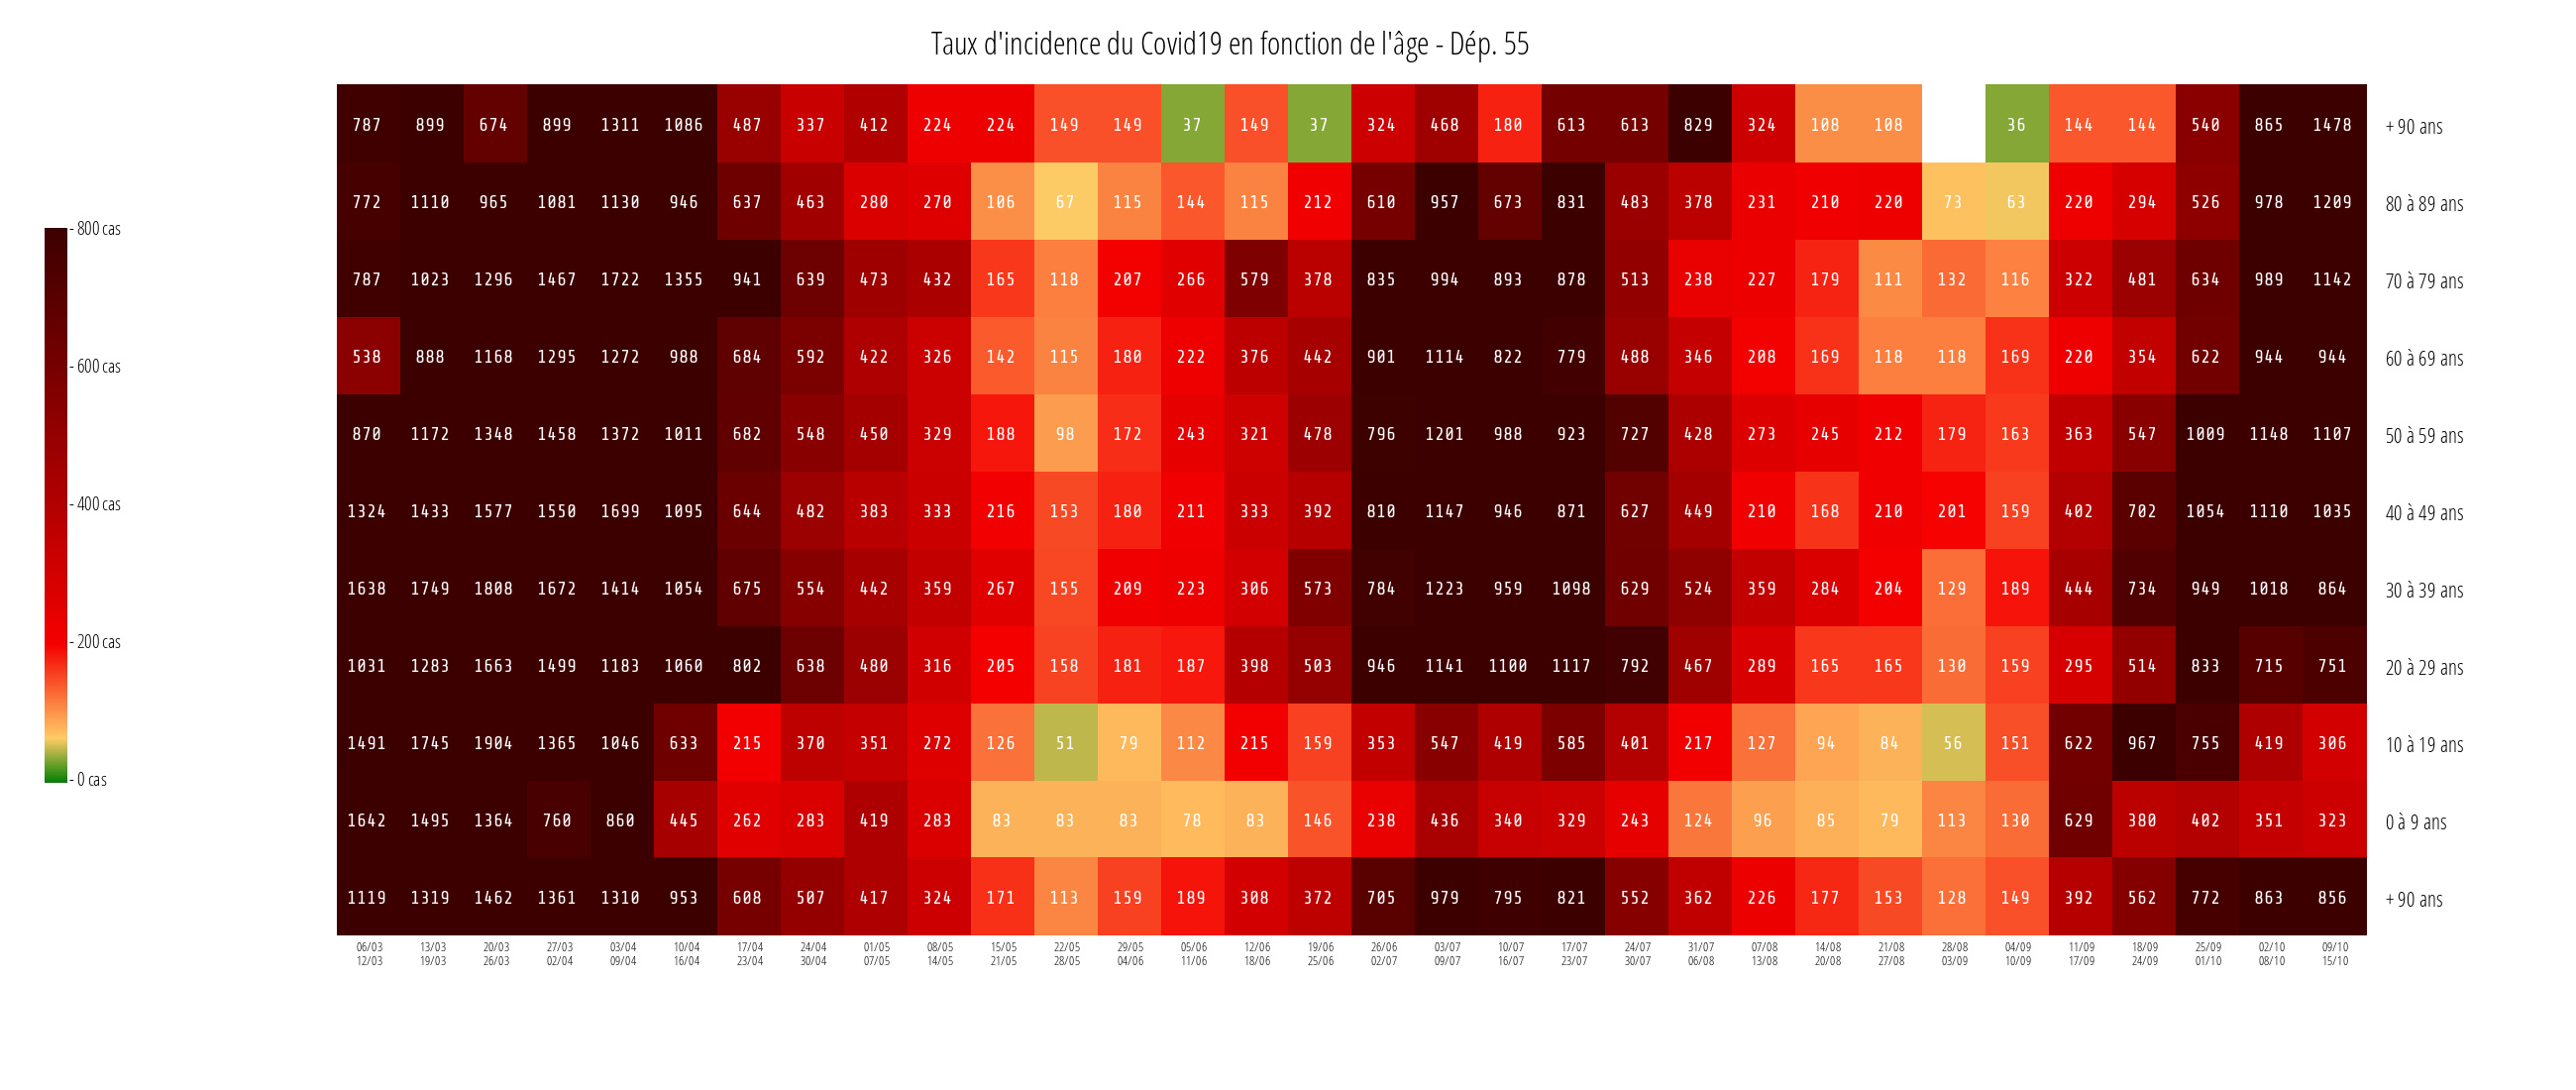 Taux d'incidence du Covid19 en fonction de l'âge - Dép. 55
- 800 cas
- 600 cas
- 400 cas
- 200 cas
- 0 cas
787 899 674 899 1311 1086 487 337 412 224 224 149 149 37 149 37 324 468 180 613 613 829 324 108 108 36 144 144 540 865 1478 + 90 ans
772 1110 965 1081 1130 946 637 463 280 270 106 67 115 144 115 212 610 957 673 831 483 378 231 210 220 73 63 220 294 526 978 1209 80 à 89 ans
787 1023 1296 1467 1722 1355 941 639 473 432 165 118 207 266 579 378 835 994 893 878 513 238 227 179 111 132 116 322 481 634 989 1142 70 à 79 ans
538 888 1168 1295 1272 988 684 592 422 326 142 115 180 222 376 442 901 1114 822 779 488 346 208 169 118 118 169 220 354 622 944 944 60 à 69 ans
870 1172 1348 1458 1372 1011 682 548 450 329 188 98 172 243 321 478 796 1201 988 923 727 428 273 245 212 179 163 363 547 1009 1148 1107 50 à 59 ans
1324 1433 1577 1550 1699 1095 644 482 383 333 216 153 180 211 333 392 810 1147 946 871 627 449 210 168 210 201 159 402 702 1054 1110 1035 40 à 49 ans
1638 1749 1808 1672 1414 1054 675 554 442 359 267 155 209 223 306 573 784 1223 959 1098 629 524 359 284 204 129 189 444 734 949 1018 864 30 à 39 ans
1031 1283 1663 1499 1183 1060 802 638 480 316 205 158 181 187 398 503 946 1141 1100 1117 792 467 289 165 165 130 159 295 514 833 715 751 20 à 29 ans
1491 1745 1904 1365 1046 633 215 370 351 272 126 51 79 112 215 159 353 547 419 585 401 217 127 94 84 56 151 622 967 755 419 306 10 à 19 ans
1642 1495 1364 760 860 445 262 283 419 283 83 83 83 78 83 146 238 436 340 329 243 124 96 85 79 113 130 629 380 402 351 323 0 à 9 ans
1119 1319 1462 1361 1310 953 608 507 417 324 171 113 159 189 308 372 705 979 795 821 552 362 226 177 153 128 149 392 562 772 863 856 + 90 ans
06/03 13/03 20/03 27/03 03/04 10/04 17/04 24/04 01/05 08/05 15/05 22/05 29/05 05/06 12/06 19/06 26/06 03/07 10/07 17/07 24/07 31/07 07/08 14/08 21/08 28/08 04/09 11/09 18/09 25/09 02/10 09/10
12/03 19/03 26/03 02/04 09/04 16/04 23/04 30/04 07/05 14/05 21/05 28/05 04/06 11/06 18/06 25/06 02/07 09/07 16/07 23/07 30/07 06/08 13/08 20/08 27/08 03/09 10/09 17/09 24/09 01/10 08/10 15/10